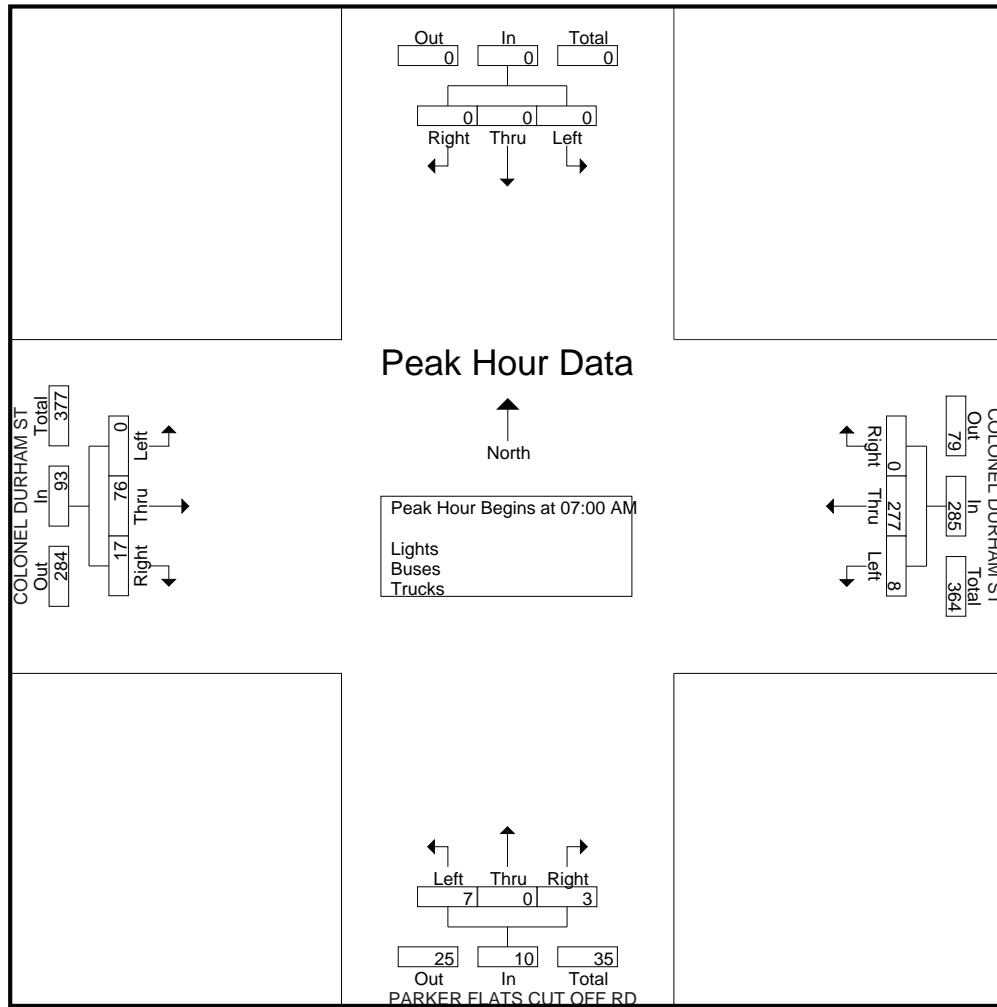 Out In Total
0 0 0
0 0 0
Right Thru Left
Peak Hour Data
North
Peak Hour Begins at 07:00 AM
Lights
Buses
Trucks
COLONEL DURHAM ST
Out In Total
284 93 377
Left Thru Right
0 76 17
COLONEL DURHAM ST
Out In Total
79 285 364
Right Thru Left
0 277 8
Left Thru Right
7 0 3
25 10 35
Out In Total
PARKER FLATS CUT OFF RD